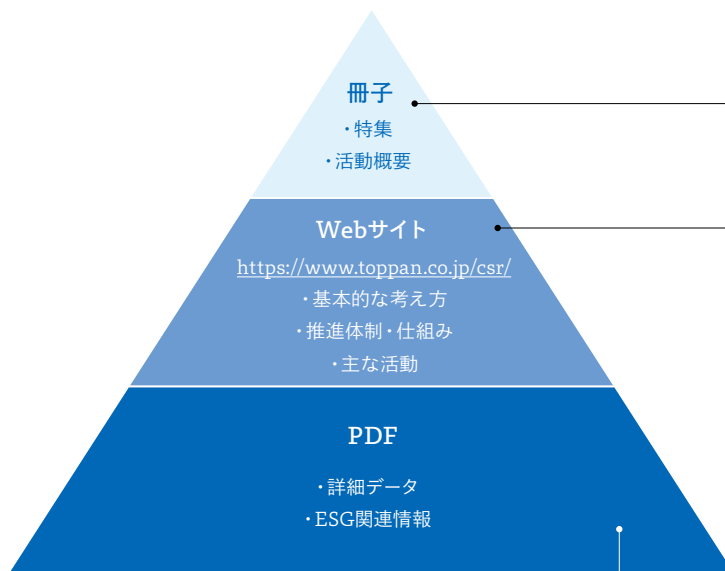 冊子
・特集
・活動概要
Webサイト
https://www.toppan.co.jp/csr/
・基本的な考え方
・推進体制・仕組み
・主な活動
PDF
・詳細データ
・ESG関連情報